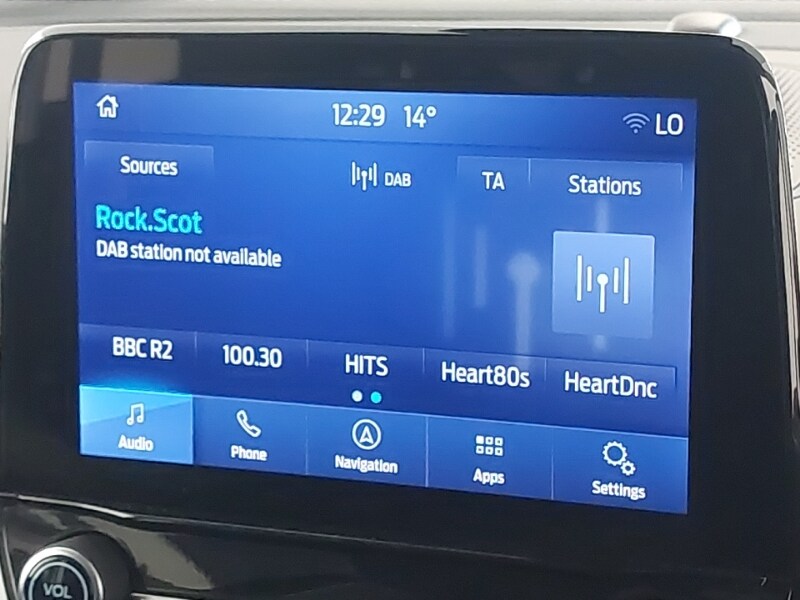 12:29 14° LO
Sources DAB TA Stations
Rock.Scot
DAB station not available
BBC R2 100.30 HITS Heart80s HeartDnc
Audio Phone Navigation Apps Settings
VOL